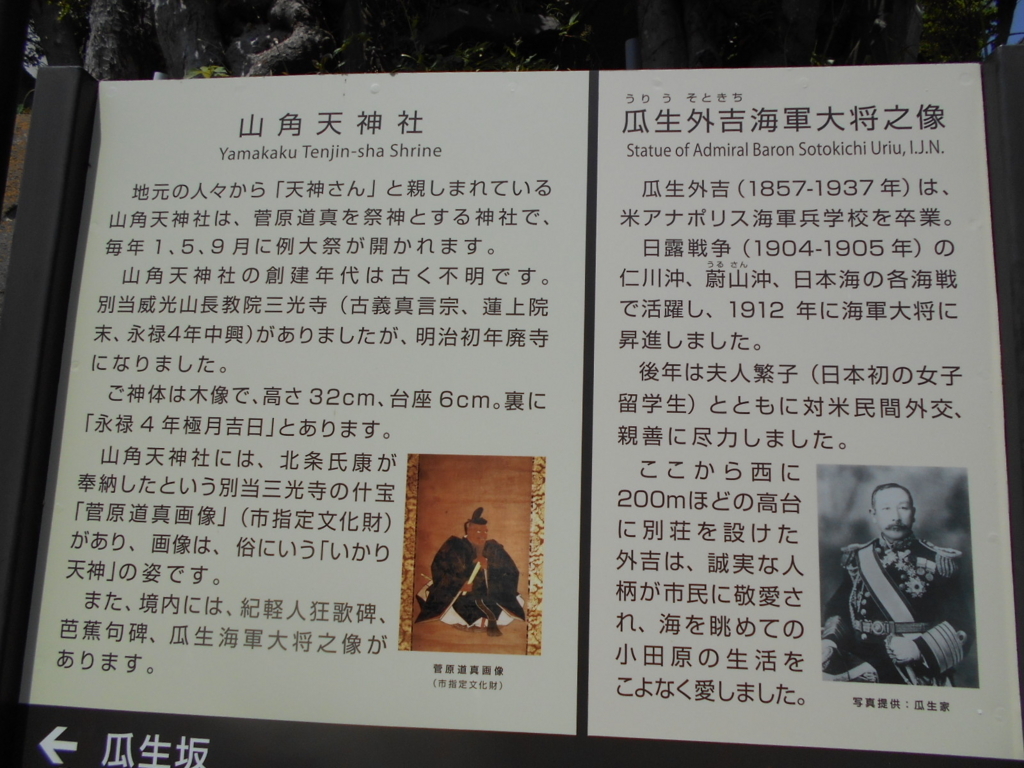 山角天神社
Yamakaku Tenjin-sha Shrine
地元の人々から「天神さん」と親しまれている
山角天神社は、菅原道真を祭神とする神社で、
毎年1、5、9月に例大祭が開かれます。
山角天神社の創建年代は古く不明です。
別当威光山長教院三光寺（古義真言宗、蓮上院
末、永禄4年中興）がありましたが、明治初年廃寺
になりました。
ご神体は木像で、高さ32cm、台座6cm。裏に
「永禄4年極月吉日」とあります。
山角天神社には、北条氏康が
奉納したという別当三光寺の什宝
「菅原道真画像」（市指定文化財）
があり、画像は、俗にいう「いかり
天神」の姿です。
また、境内には、紀軽人狂歌碑、
芭蕉句碑、瓜生海軍大将之像が
あります。
菅原道真画像
（市指定文化財）
うりう そときち
瓜生外吉海軍大将之像
Statue of Admiral Baron Sotokichi Uriu, I.J.N.
瓜生外吉（1857-1937年）は、
米アナポリス海軍兵学校を卒業。
日露戦争（1904-1905年）の
うるさん
仁川沖、蔚山沖、日本海の各海戦
で活躍し、1912年に海軍大将に
昇進しました。
後年は夫人繁子（日本初の女子
留学生）とともに対米民間外交、
親善に尽力しました。
ここから西に
200mほどの高台
に別荘を設けた
外吉は、誠実な人
柄が市民に敬愛さ
れ、海を眺めての
小田原の生活を
こよなく愛しました。
写真提供：瓜生家
← 瓜生坂